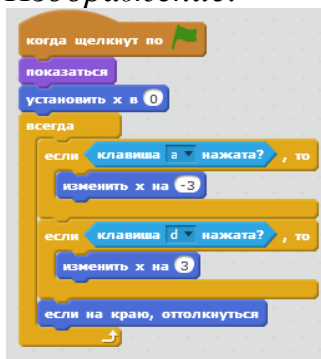 Изображение:
когда щелкнут по
показаться
установить x в 0
всегда
если клавиша a нажата? , то
изменить x на -3
если клавиша d нажата? , то
изменить x на 3
если на краю, оттолкнуться